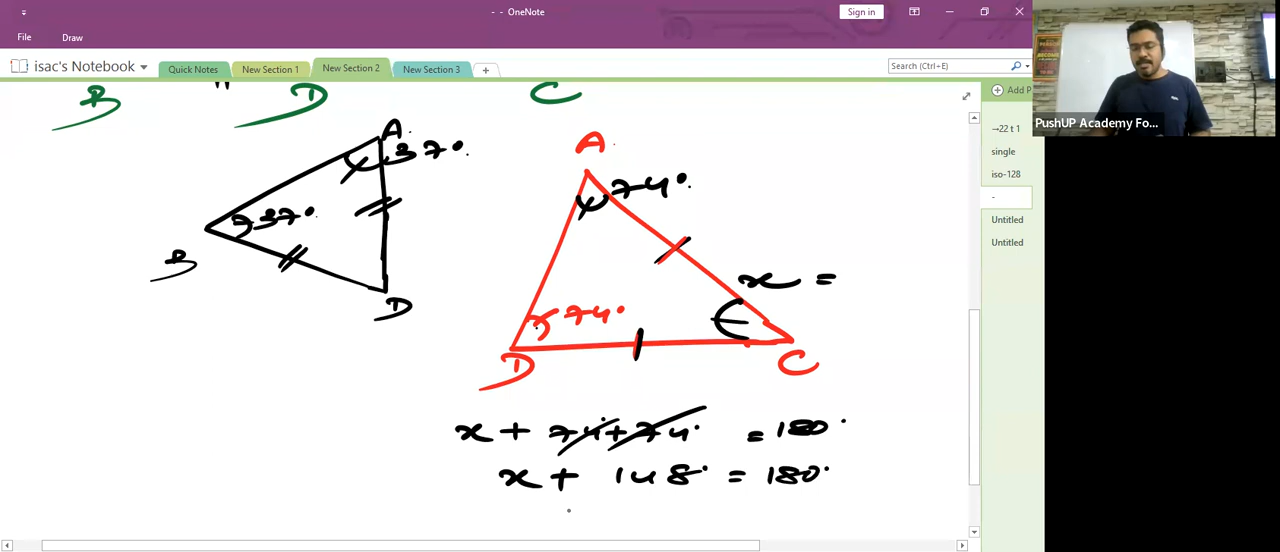 - - OneNote
Sign in
File
Draw
isac's Notebook
Quick Notes
New Section 1
New Section 2
New Section 3
+
Search (Ctrl+E)
Add P
→22 t 1
single
iso-128
-
Untitled
Untitled
PushUP Academy Fo...
B
D
C
A
37°
37°
B
D
A
74°
x =
74°
D
C
x + 74° + 74° = 180°
x + 148° = 180°